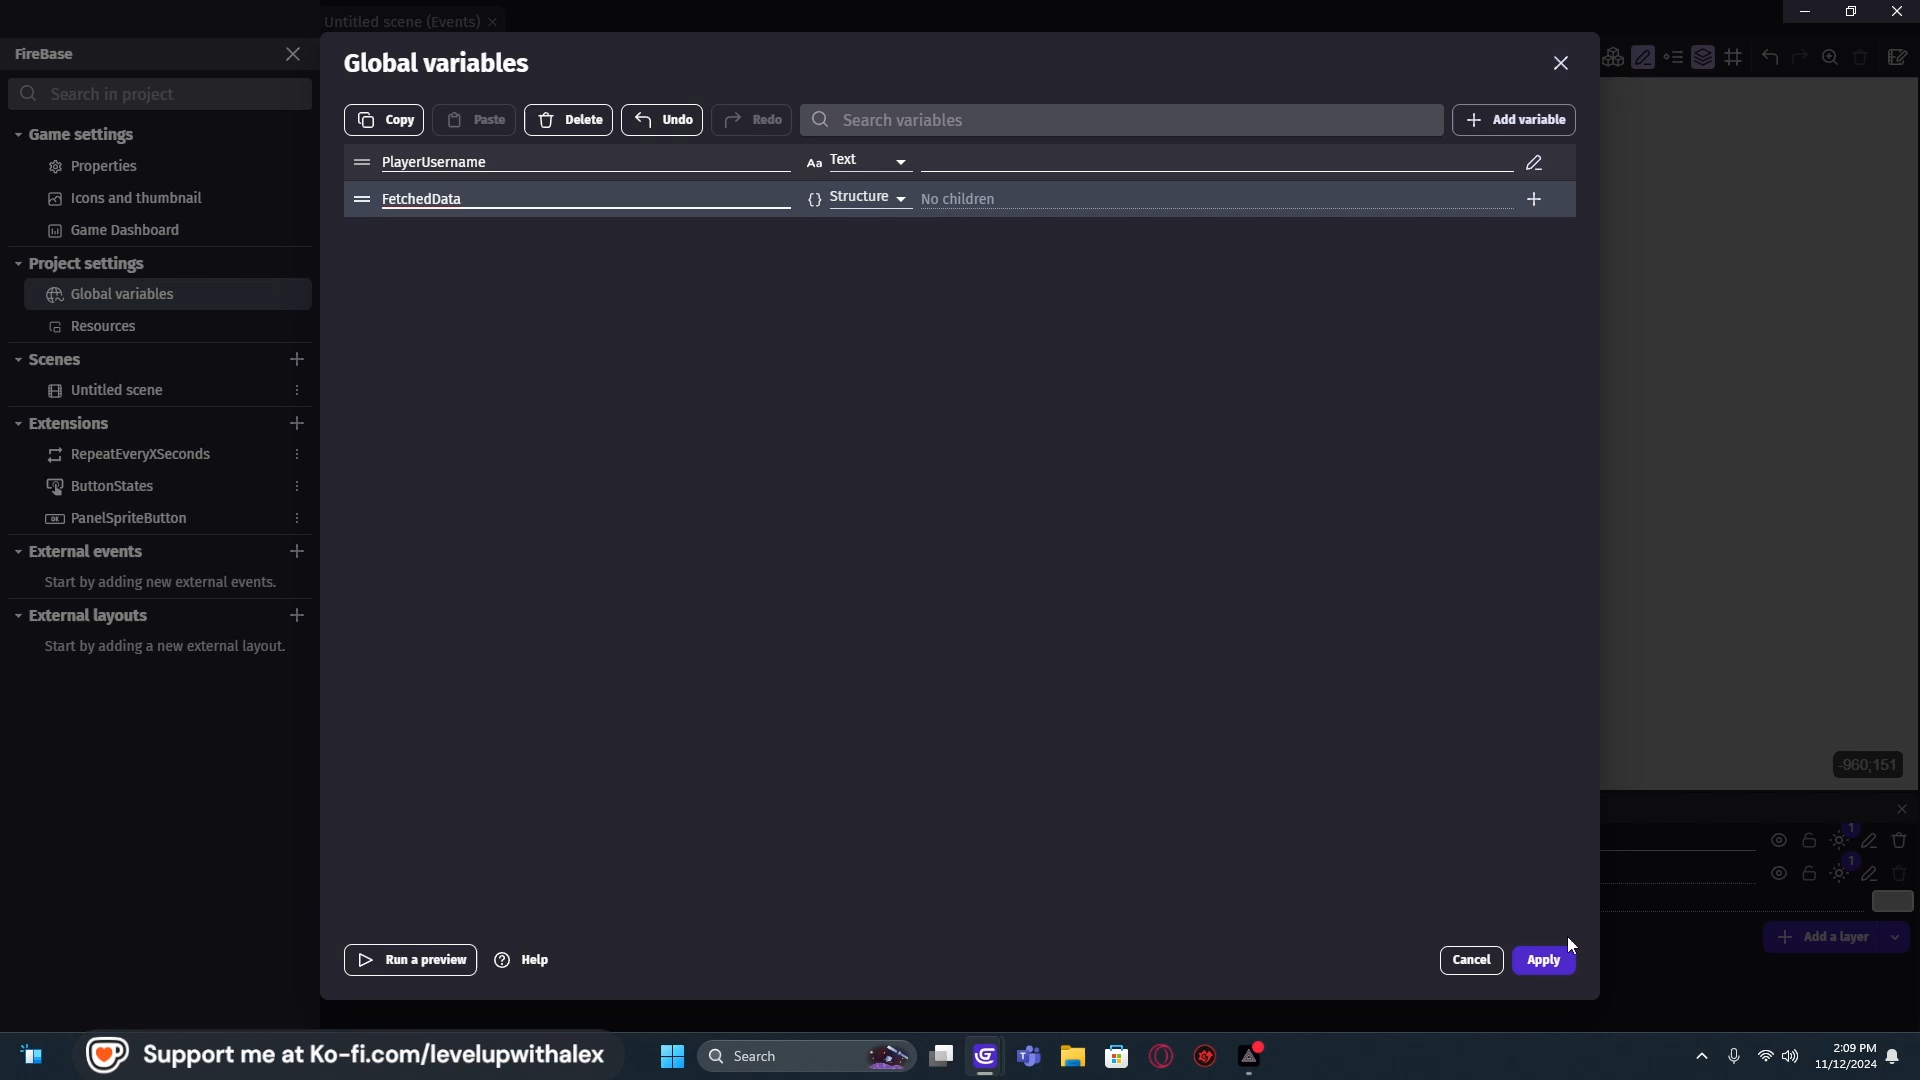 Untitled scene (Events)
FireBase
Search in project
Game settings
Properties
Icons and thumbnail
Game Dashboard
Project settings
Global variables
Resources
Scenes
Untitled scene
Extensions
RepeatEveryXSeconds
ButtonStates
PanelSpriteButton
External events
Start by adding new external events.
External layouts
Start by adding a new external layout.
Global variables
Copy Paste Delete Undo Redo Search variables Add variable
PlayerUsername Aa Text
FetchedData {} Structure No children
Run a preview Help Cancel Apply
-960;151
1
1
Add a layer
Support me at Ko-fi.com/levelupwithalex
Search
2:09 PM
11/12/2024